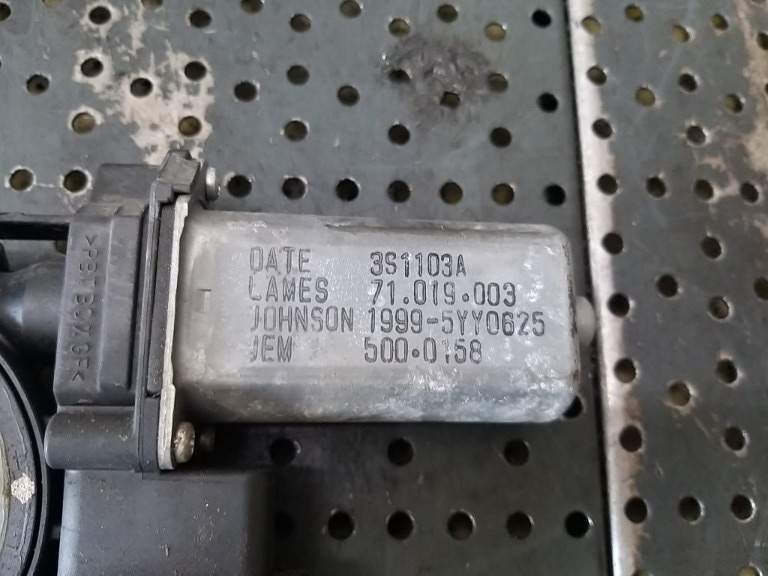 DATE 3S1103A
LAMES 71.019.003
JOHNSON 1999-5YY0625
JEM 500.0158